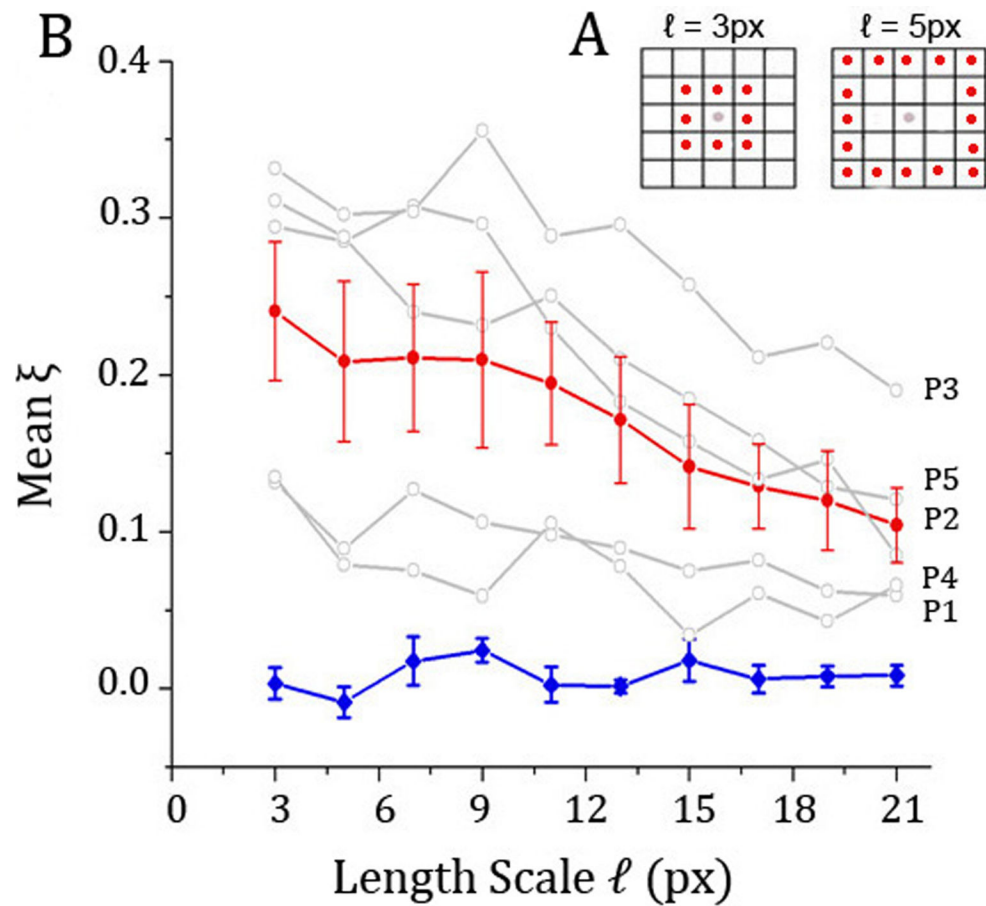 B
A
ℓ = 3px
ℓ = 5px
0.4
0.3
0.2
0.1
0.0
Mean ξ
P3
P5
P2
P4
P1
0 3 6 9 12 15 18 21
Length Scale ℓ (px)